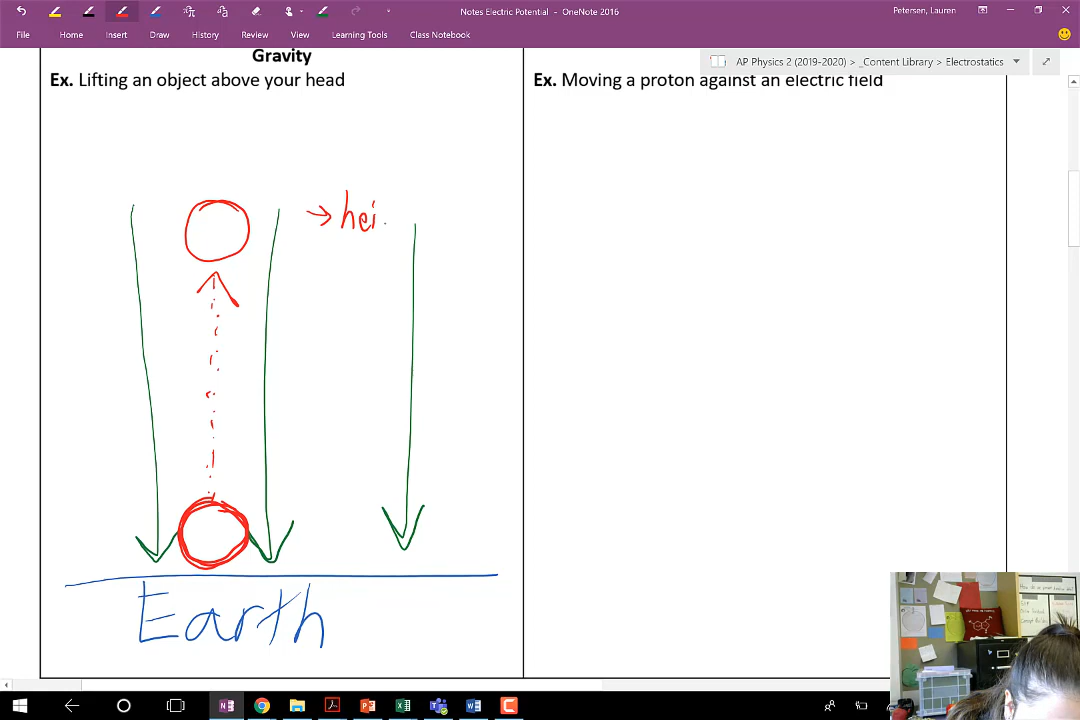 Notes Electric Potential - OneNote 2016
Petersen, Lauren
File Home Insert Draw History Review View Learning Tools Class Notebook
AP Physics 2 (2019-2020) > _Content Library > Electrostatics
Gravity
Ex. Lifting an object above your head
Ex. Moving a proton against an electric field
→ hei
Earth